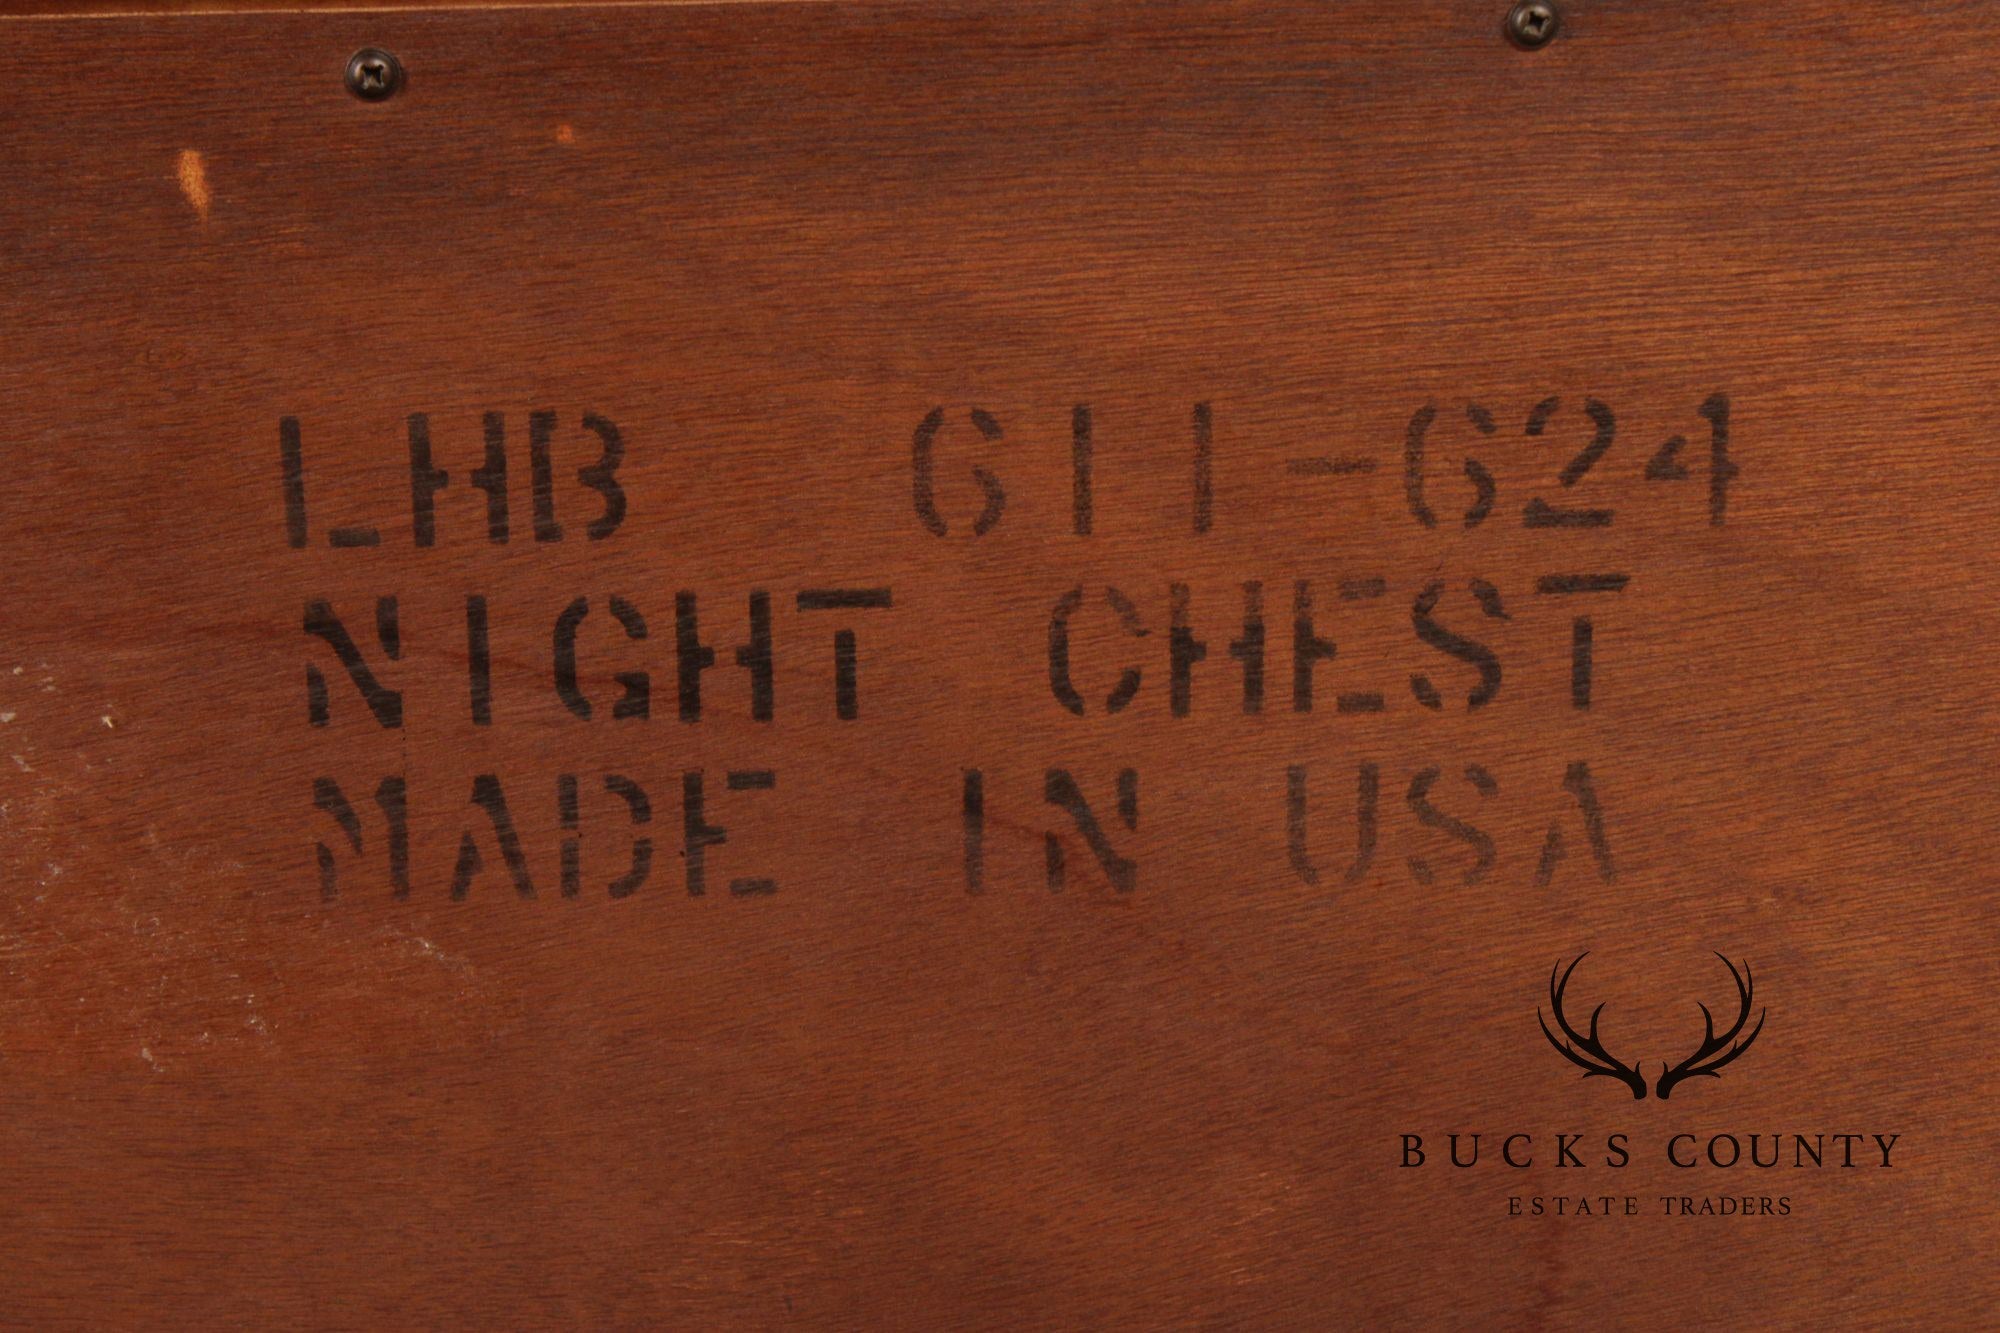 LHB 611-624
NIGHT CHEST
MADE IN USA
BUCKS COUNTY
ESTATE TRADERS